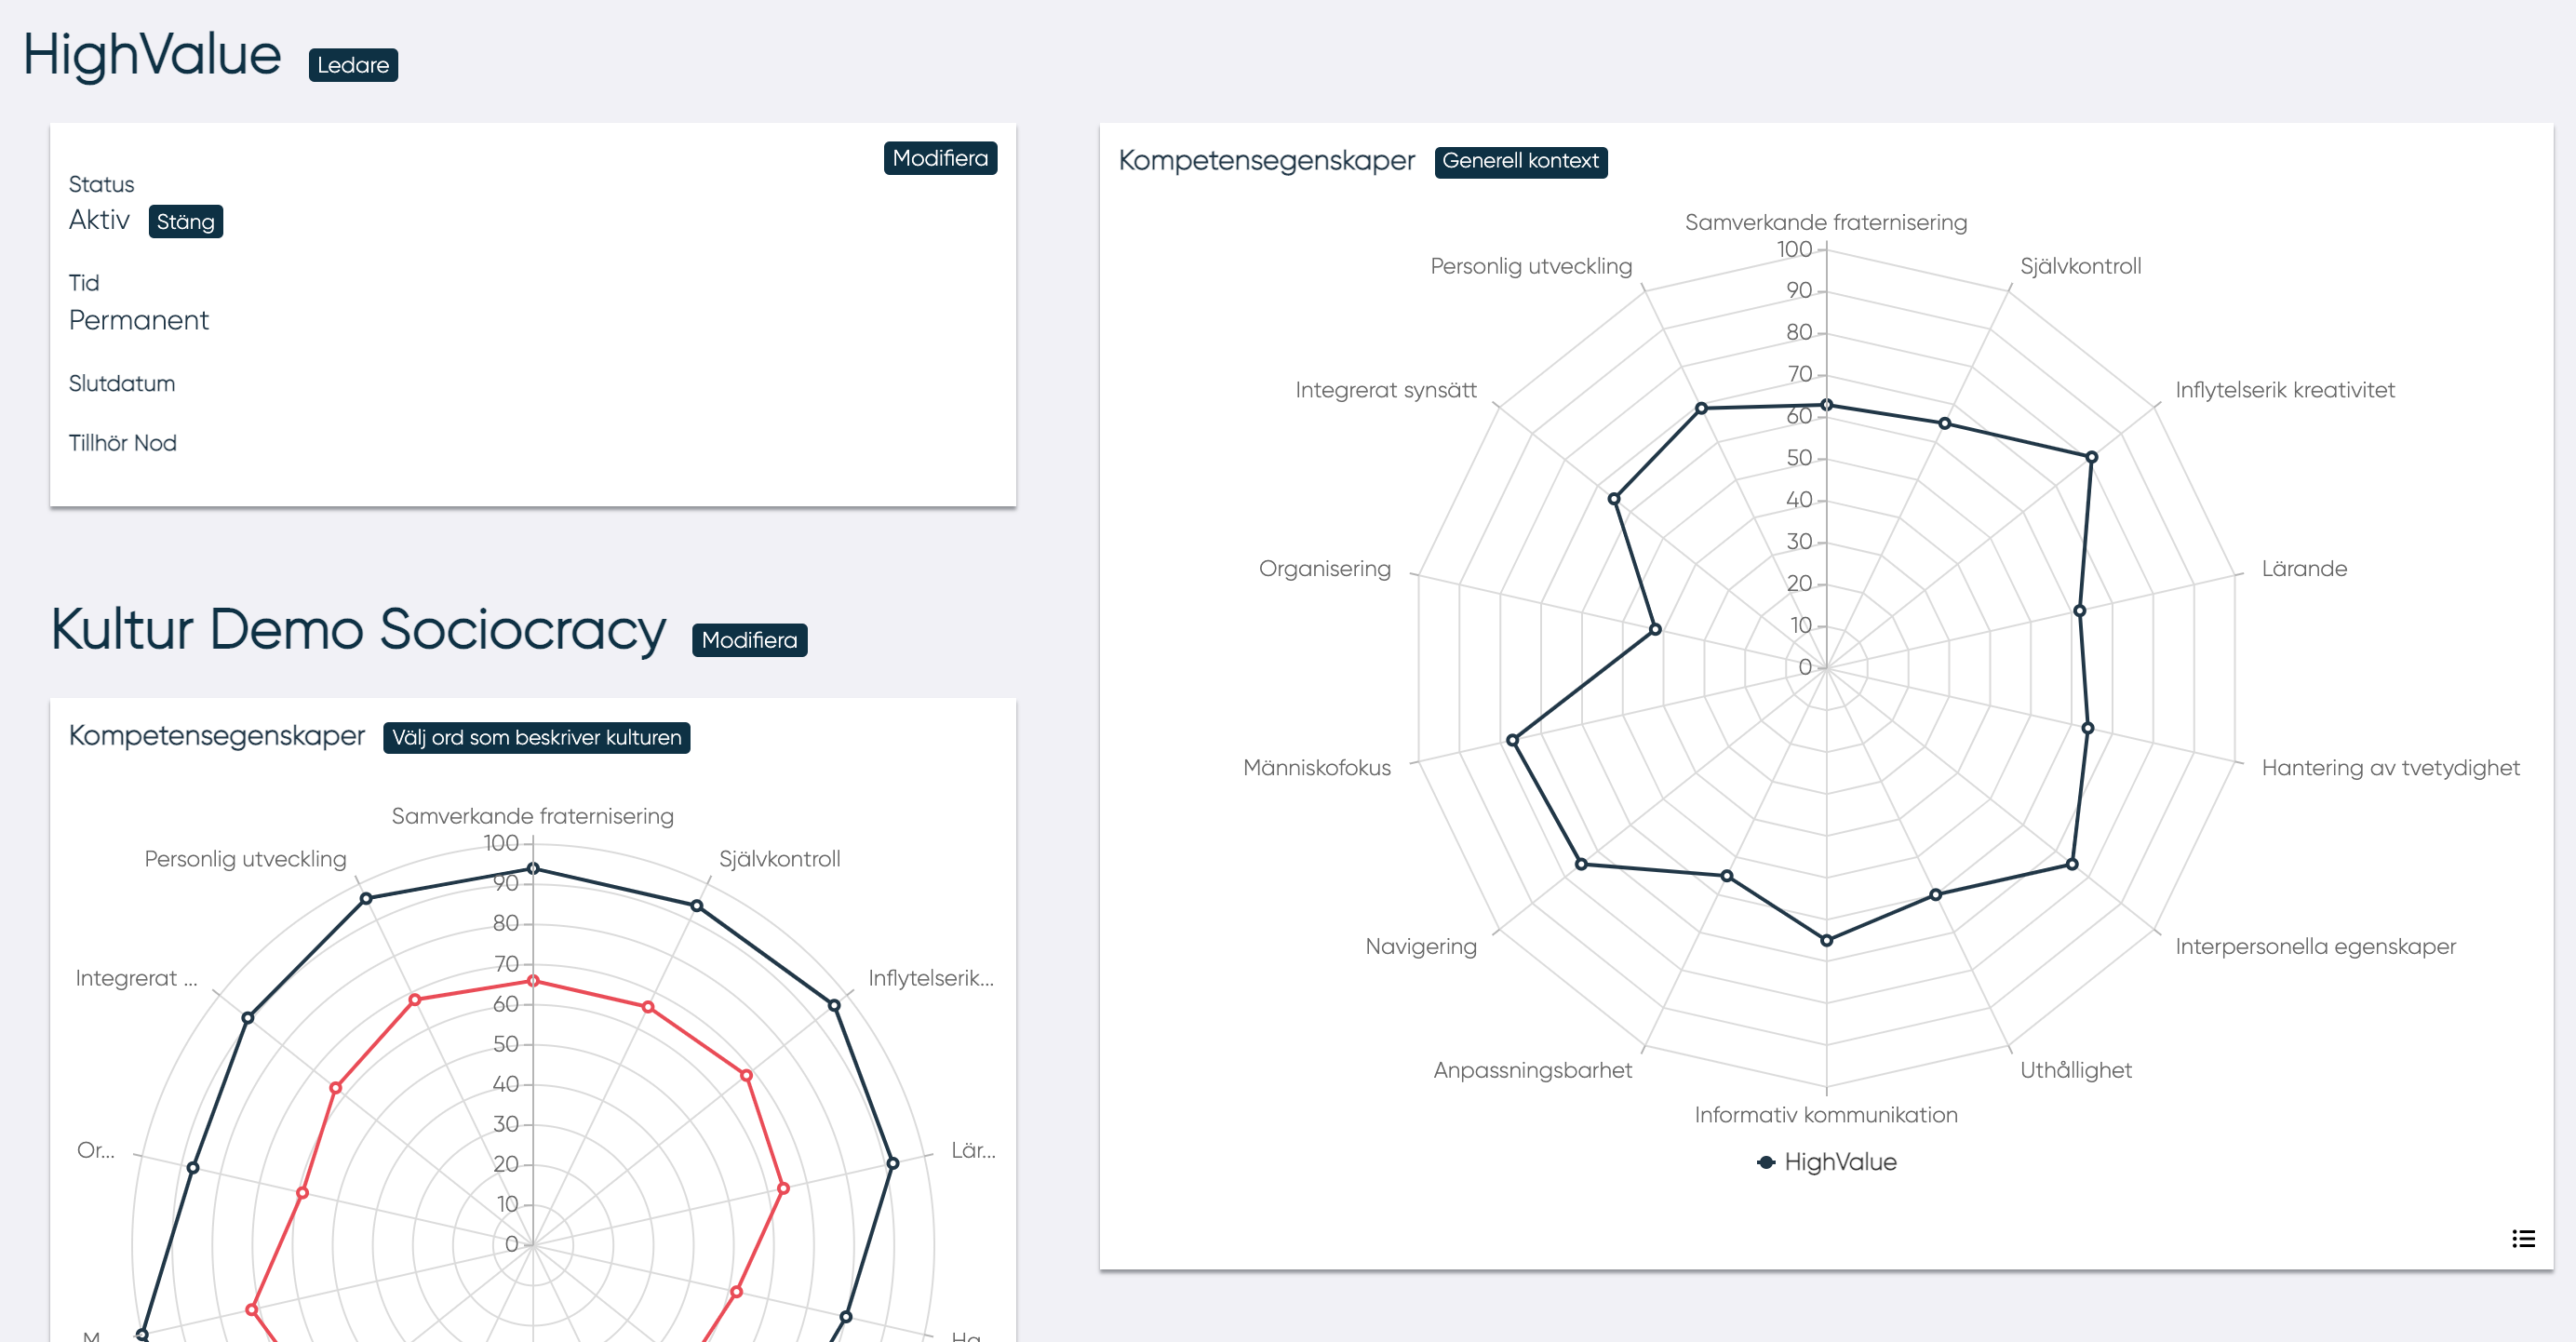 HighValue Ledare
Modifiera
Status
Aktiv Stäng
Tid
Permanent
Slutdatum
Tillhör Nod
Kultur Demo Sociocracy Modifiera
Kompetensegenskaper Välj ord som beskriver kulturen
Samverkande fraternisering
Personlig utveckling
Självkontroll
Integrerat ...
Inflytelserik...
Or...
Lär...
M...
Ha...
100
90
80
70
60
50
40
30
20
10
0
Kompetensegenskaper Generell kontext
Samverkande fraternisering
Personlig utveckling
Självkontroll
Integrerat synsätt
Inflytelserik kreativitet
Organisering
Lärande
Människofokus
Hantering av tvetydighet
Navigering
Interpersonella egenskaper
Anpassningsbarhet
Uthållighet
Informativ kommunikation
100
90
80
70
60
50
40
30
20
10
0
HighValue